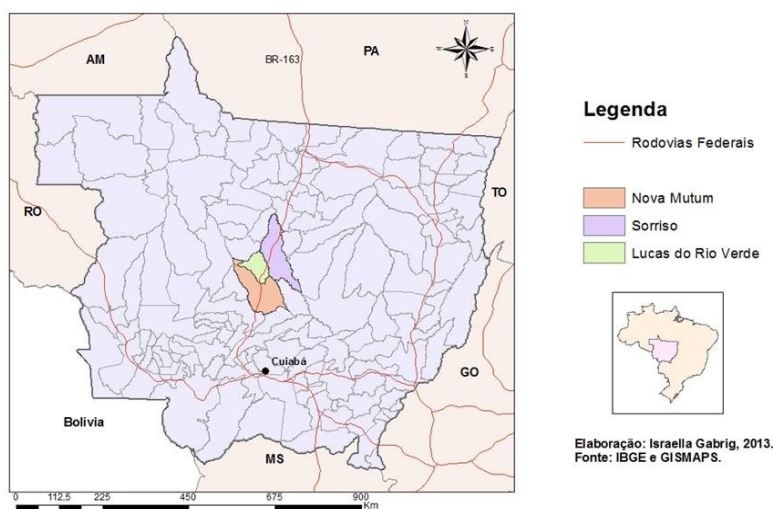 N
S
AM
PA
BR-163
RO
TO
Cuiabá
GO
Bolivia
MS
0 112,5 225 450 675 900
Km
Legenda
Rodovias Federais
Nova Mutum
Sorriso
Lucas do Rio Verde
Elaboração: Israella Gabrig, 2013.
Fonte: IBGE e GISMAPS.